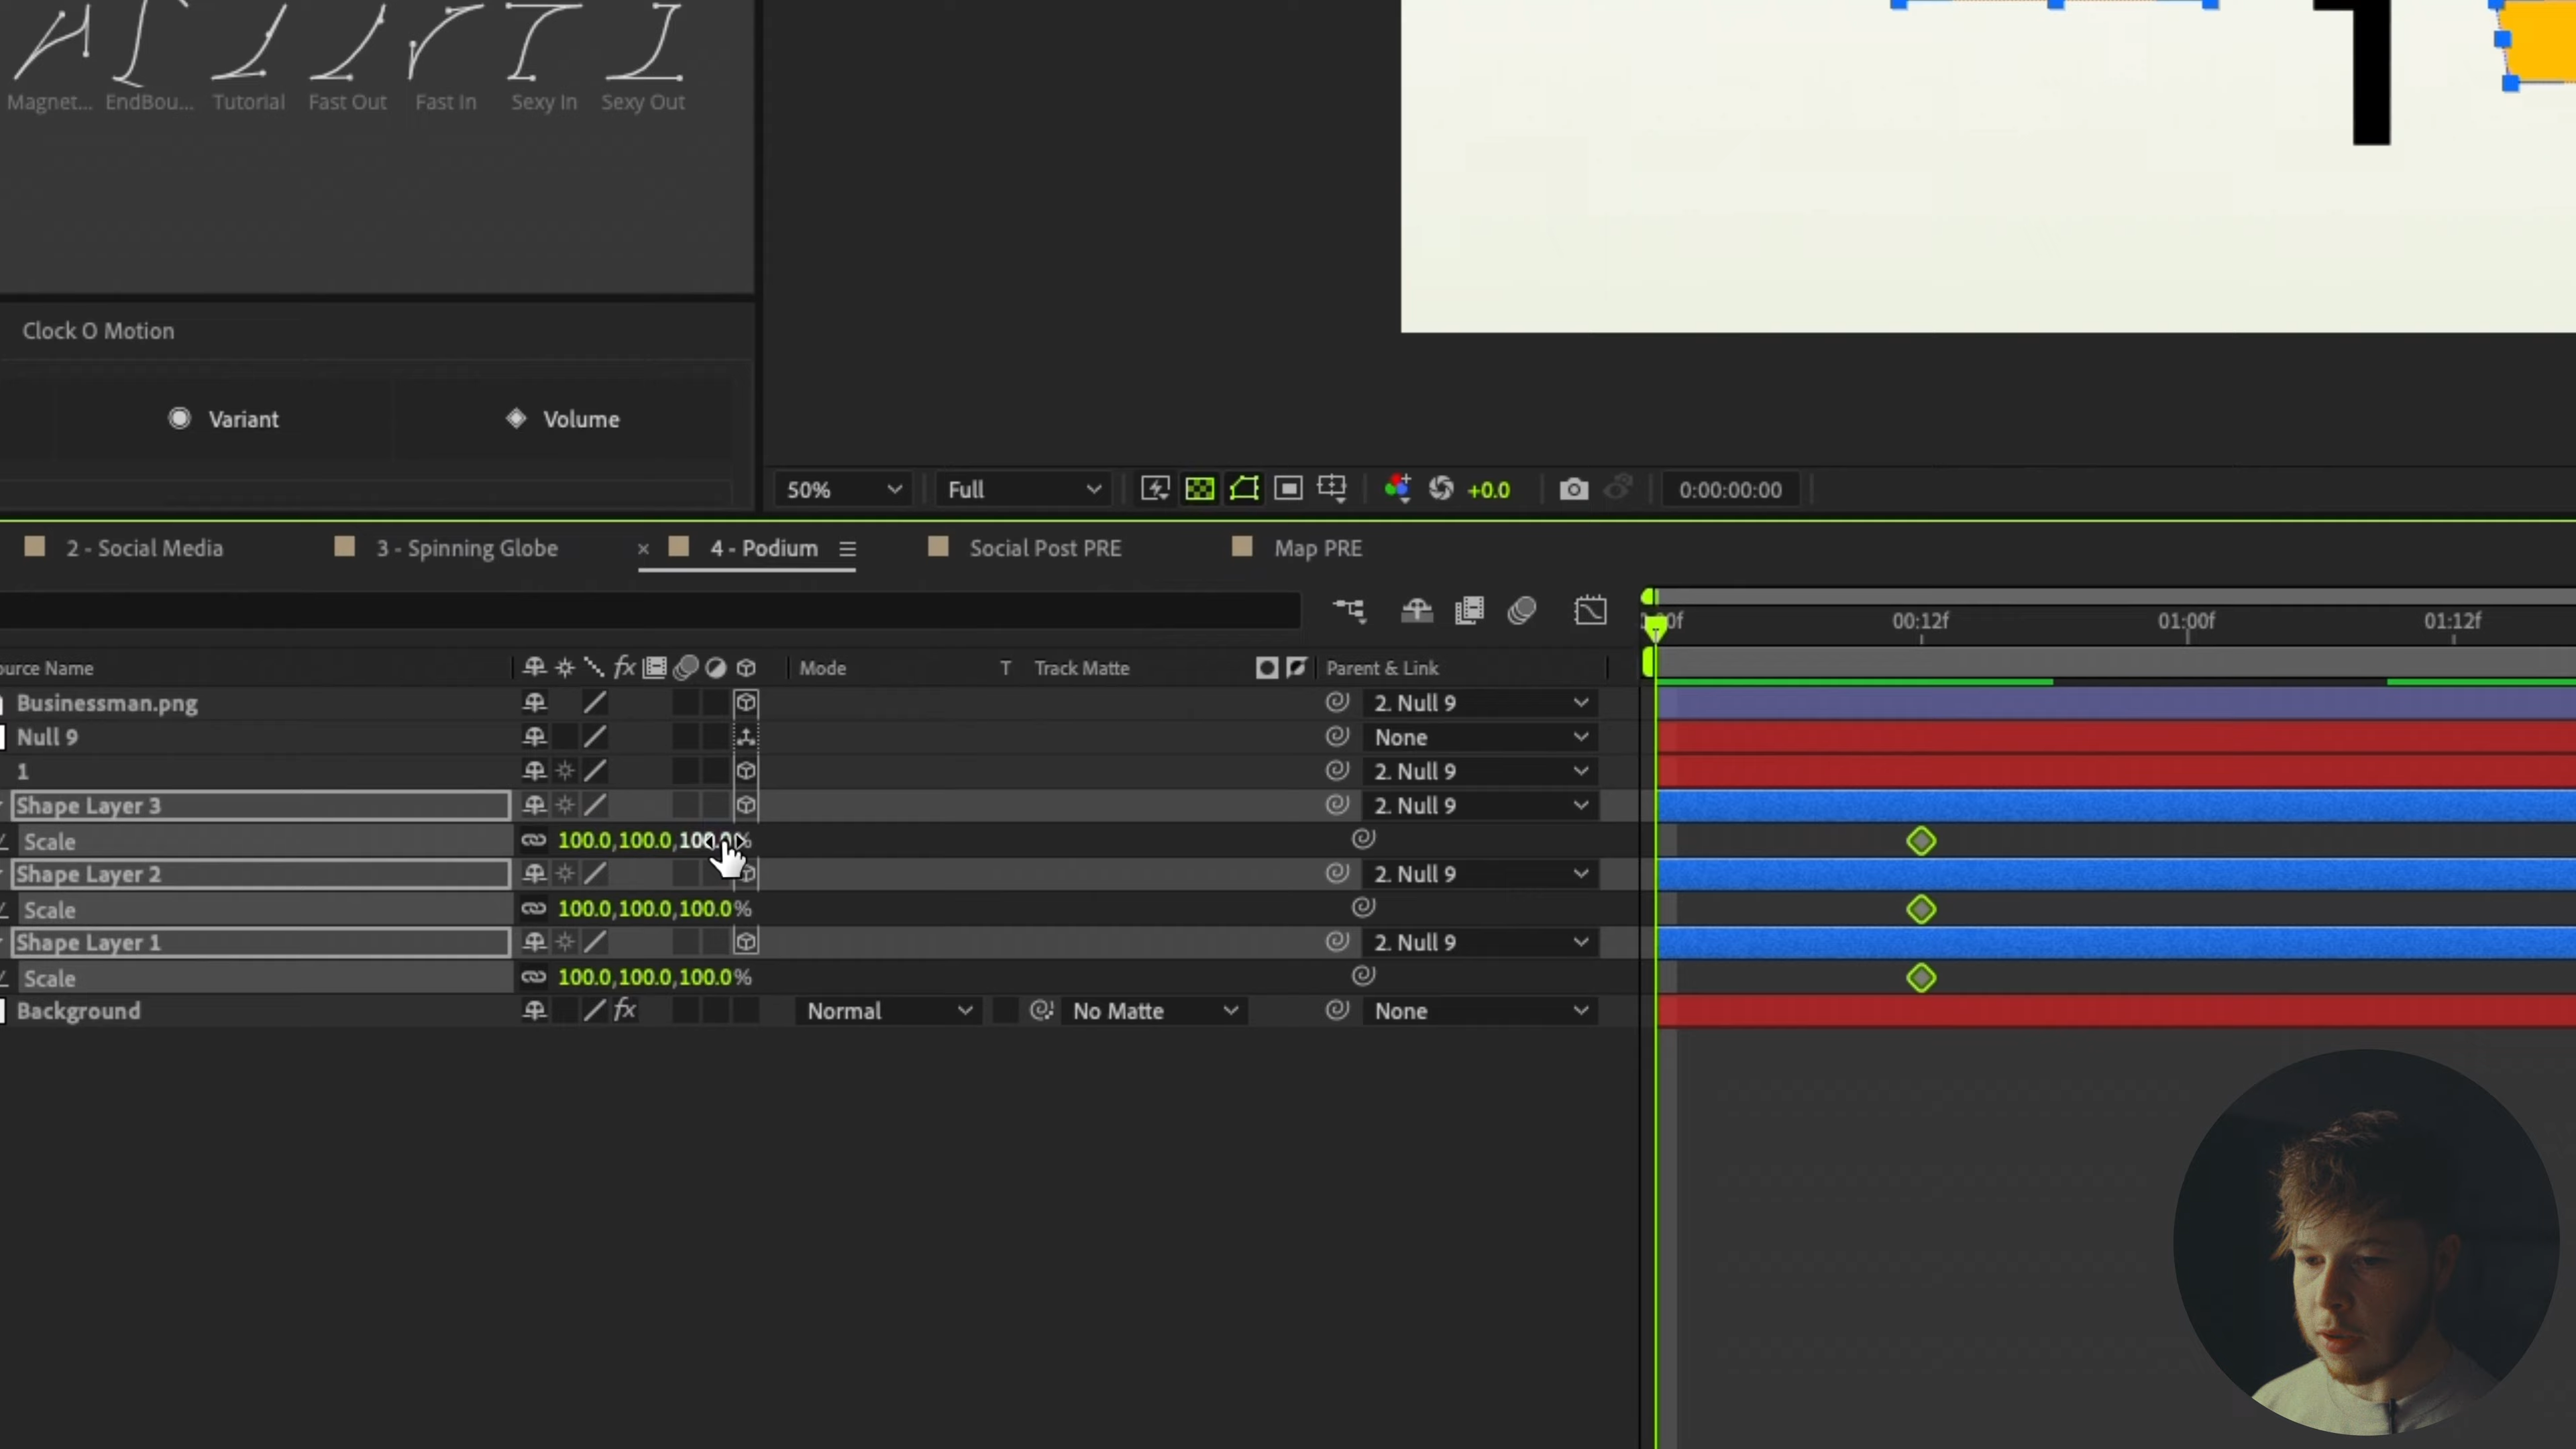 Magnet... EndBou... Tutorial Fast Out Fast In Sexy In Sexy Out
1
Clock O Motion
Variant Volume
50% Full +0.0 0:00:00:00
2 - Social Media 3 - Spinning Globe × 4 - Podium Social Post PRE Map PRE
00:12f 01:00f 01:12f
ource Name fx Mode T Track Matte Parent & Link
Businessman.png 2. Null 9
Null 9 None
1 2. Null 9
Shape Layer 3 2. Null 9
Scale 100.0,100.0,
Shape Layer 2 2. Null 9
Scale 100.0,100.0,100.0%
Shape Layer 1 2. Null 9
Scale 100.0,100.0,100.0%
Background fx Normal No Matte None